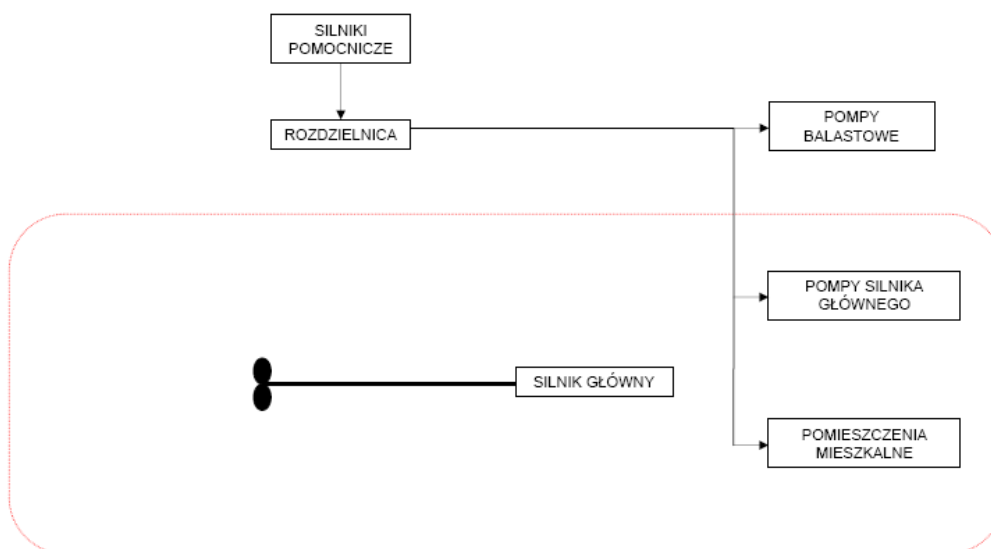 SILNIKI
POMOCNICZE
ROZDZIELNICA
POMPY
BALASTOWE
POMPY SILNIKA
GŁÓWNEGO
SILNIK GŁÓWNY
POMIESZCZENIA
MIESZKALNE